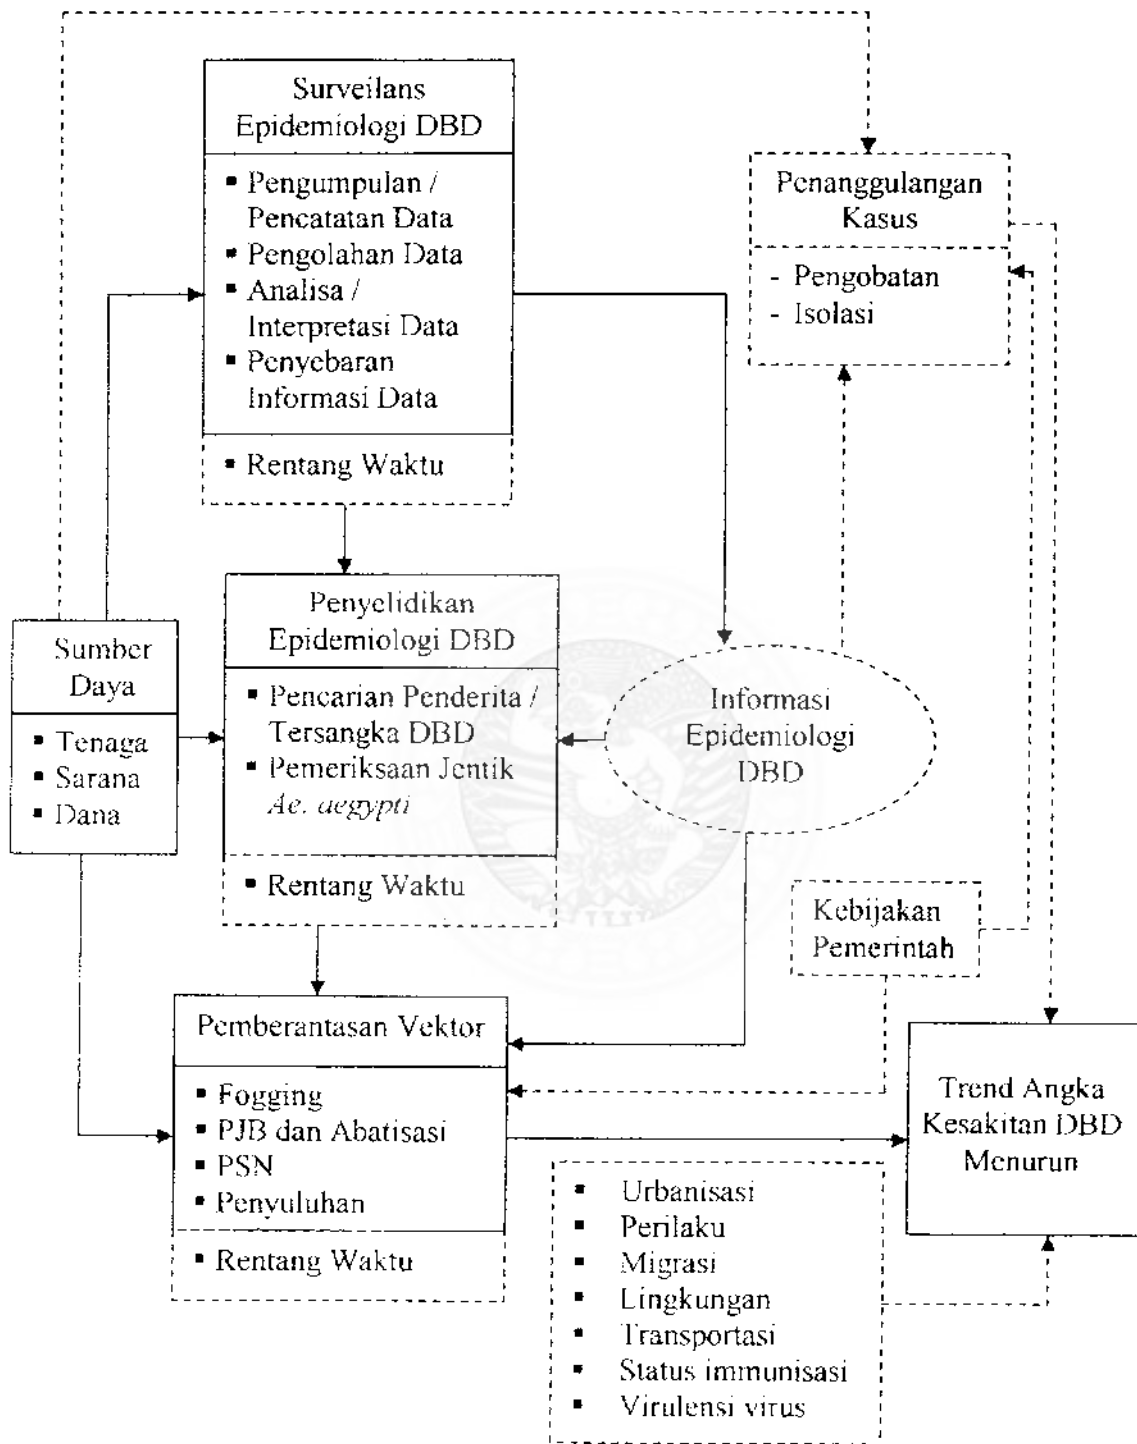 Surveilans
Epidemiologi DBD
▪ Pengumpulan /
Pencatatan Data
▪ Pengolahan Data
▪ Analisa /
Interpretasi Data
▪ Penyebaran
Informasi Data
▪ Rentang Waktu
Penanggulangan
Kasus
- Pengobatan
- Isolasi
Penyelidikan
Epidemiologi DBD
▪ Pencarian Penderita /
Tersangka DBD
▪ Pemeriksaan Jentik
Ae. aegypti
▪ Rentang Waktu
Sumber
Daya
▪ Tenaga
▪ Sarana
▪ Dana
Informasi
Epidemiologi
DBD
Kebijakan
Pemerintah
Pemberantasan Vektor
▪ Fogging
▪ PJB dan Abatisasi
▪ PSN
▪ Penyuluhan
▪ Rentang Waktu
Trend Angka
Kesakitan DBD
Menurun
▪ Urbanisasi
▪ Perilaku
▪ Migrasi
▪ Lingkungan
▪ Transportasi
▪ Status immunisasi
▪ Virulensi virus